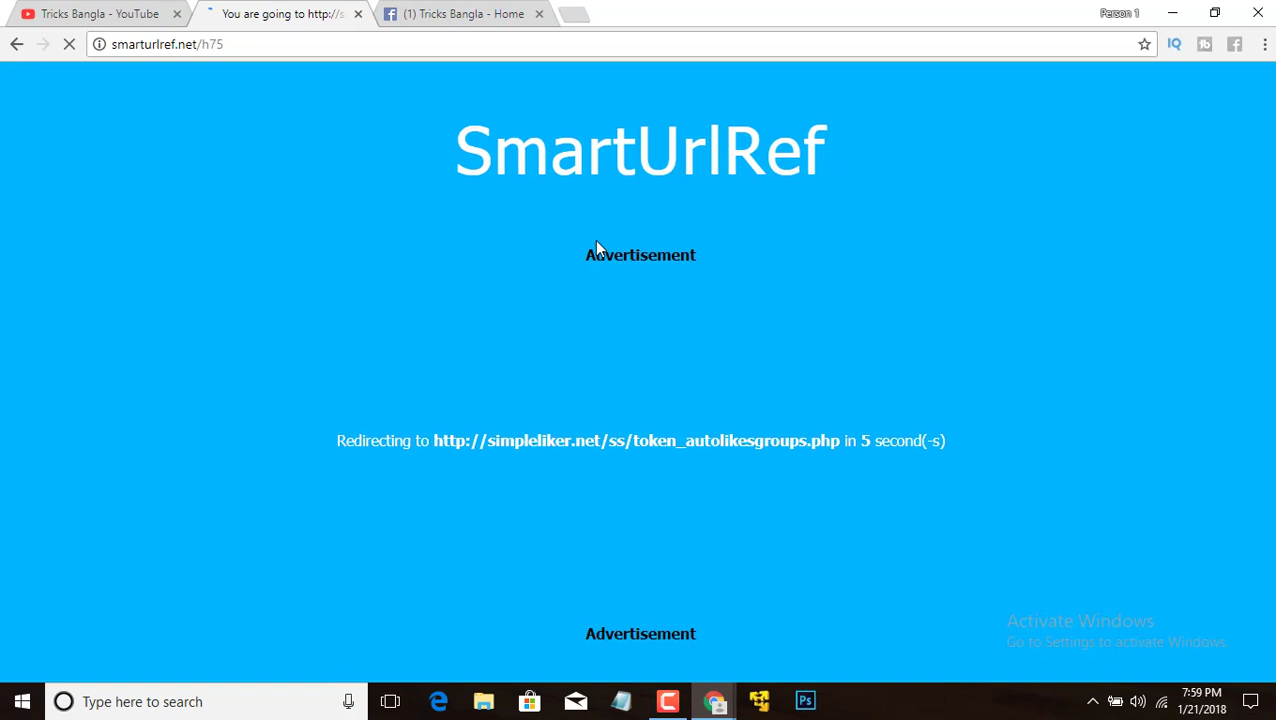 Tricks Bangla - YouTube
You are going to http://s
(1) Tricks Bangla - Home
Person 1
smarturlref.net/h75
SmartUrlRef
Advertisement
Redirecting to http://simpleliker.net/ss/token_autolikesgroups.php in 5 second(-s)
Advertisement
Activate Windows
Go to Settings to activate Windows.
Type here to search
Ps
7:59 PM
1/21/2018